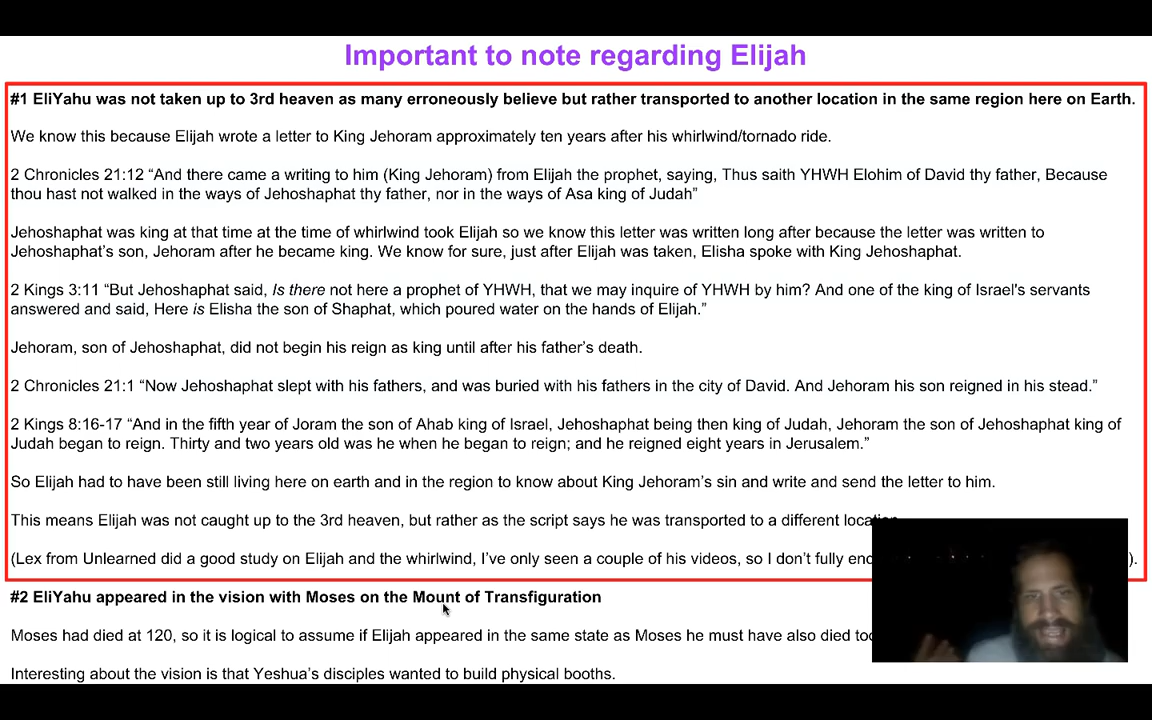 Important to note regarding Elijah
#1 EliYahu was not taken up to 3rd heaven as many erroneously believe but rather transported to another location in the same region here on Earth.
We know this because Elijah wrote a letter to King Jehoram approximately ten years after his whirlwind/tornado ride.
2 Chronicles 21:12 “And there came a writing to him (King Jehoram) from Elijah the prophet, saying, Thus saith YHWH Elohim of David thy father, Because
thou hast not walked in the ways of Jehoshaphat thy father, nor in the ways of Asa king of Judah”
Jehoshaphat was king at that time at the time of whirlwind took Elijah so we know this letter was written long after because the letter was written to
Jehoshaphat’s son, Jehoram after he became king. We know for sure, just after Elijah was taken, Elisha spoke with King Jehoshaphat.
2 Kings 3:11 “But Jehoshaphat said, Is there not here a prophet of YHWH, that we may inquire of YHWH by him? And one of the king of Israel's servants
answered and said, Here is Elisha the son of Shaphat, which poured water on the hands of Elijah.”
Jehoram, son of Jehoshaphat, did not begin his reign as king until after his father’s death.
2 Chronicles 21:1 “Now Jehoshaphat slept with his fathers, and was buried with his fathers in the city of David. And Jehoram his son reigned in his stead.”
2 Kings 8:16-17 “And in the fifth year of Joram the son of Ahab king of Israel, Jehoshaphat being then king of Judah, Jehoram the son of Jehoshaphat king of
Judah began to reign. Thirty and two years old was he when he began to reign; and he reigned eight years in Jerusalem.”
So Elijah had to have been still living here on earth and in the region to know about King Jehoram’s sin and write and send the letter to him.
This means Elijah was not caught up to the 3rd heaven, but rather as the script says he was transported to a different
(Lex from Unlearned did a good study on Elijah and the whirlwind, I’ve only seen a couple of his videos, so I don’t fully ).
#2 EliYahu appeared in the vision with Moses on the Mount of Transfiguration
Moses had died at 120, so it is logical to assume if Elijah appeared in the same state as Moses he must have also died
Interesting about the vision is that Yeshua’s disciples wanted to build physical booths.